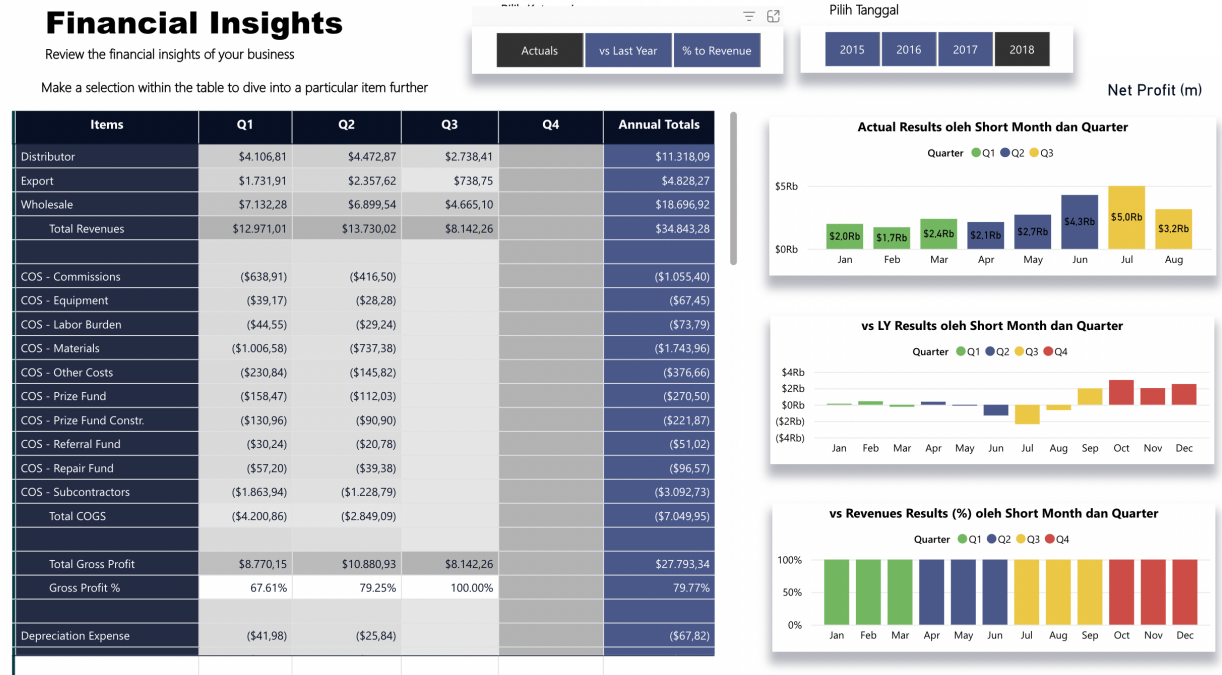 Financial Insights
Review the financial insights of your business
Make a selection within the table to dive into a particular item further
Actuals vs Last Year % to Revenue
Pilih Tanggal
2015 2016 2017 2018
Net Profit (m)
Items Q1 Q2 Q3 Q4 Annual Totals
Distributor $4.106,81 $4.472,87 $2.738,41 $11.318,09
Export $1.731,91 $2.357,62 $738,75 $4.828,27
Wholesale $7.132,28 $6.899,54 $4.665,10 $18.696,92
Total Revenues $12.971,01 $13.730,02 $8.142,26 $34.843,28
COS - Commissions ($638,91) ($416,50) ($1.055,40)
COS - Equipment ($39,17) ($28,28) ($67,45)
COS - Labor Burden ($44,55) ($29,24) ($73,79)
COS - Materials ($1.006,58) ($737,38) ($1.743,96)
COS - Other Costs ($230,84) ($145,82) ($376,66)
COS - Prize Fund ($158,47) ($112,03) ($270,50)
COS - Prize Fund Constr. ($130,96) ($90,90) ($221,87)
COS - Referral Fund ($30,24) ($20,78) ($51,02)
COS - Repair Fund ($57,20) ($39,38) ($96,57)
COS - Subcontractors ($1.863,94) ($1.228,79) ($3.092,73)
Total COGS ($4.200,86) ($2.849,09) ($7.049,95)
Total Gross Profit $8.770,15 $10.880,93 $8.142,26 $27.793,34
Gross Profit % 67.61% 79.25% 100.00% 79.77%
Depreciation Expense ($41,98) ($25,84) ($67,82)
Actual Results oleh Short Month dan Quarter
Quarter Q1 Q2 Q3
$5Rb
$2,0Rb $1,7Rb $2,4Rb $2,1Rb $2,7Rb $4,3Rb $5,0Rb $3,2Rb
$0Rb
Jan Feb Mar Apr May Jun Jul Aug
vs LY Results oleh Short Month dan Quarter
Quarter Q1 Q2 Q3 Q4
$4Rb
$2Rb
$0Rb
($2Rb)
($4Rb)
Jan Feb Mar Apr May Jun Jul Aug Sep Oct Nov Dec
vs Revenues Results (%) oleh Short Month dan Quarter
Quarter Q1 Q2 Q3 Q4
100%
50%
0%
Jan Feb Mar Apr May Jun Jul Aug Sep Oct Nov Dec